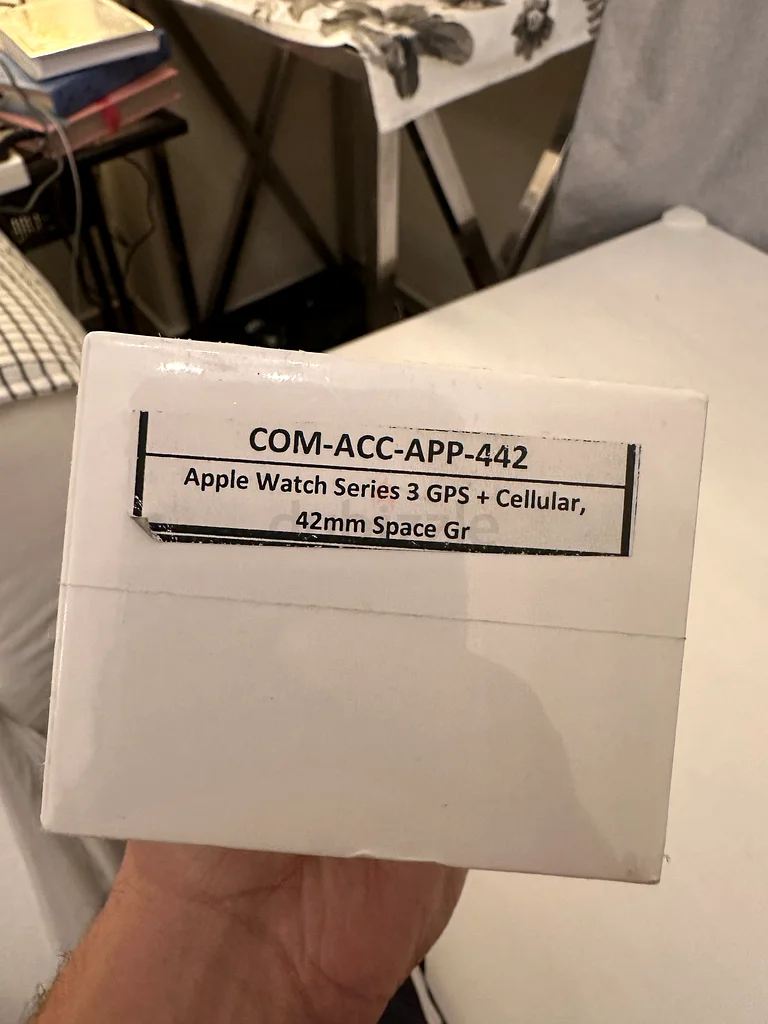 COM-ACC-APP-442
Apple Watch Series 3 GPS + Cellular,
42mm Space Gr